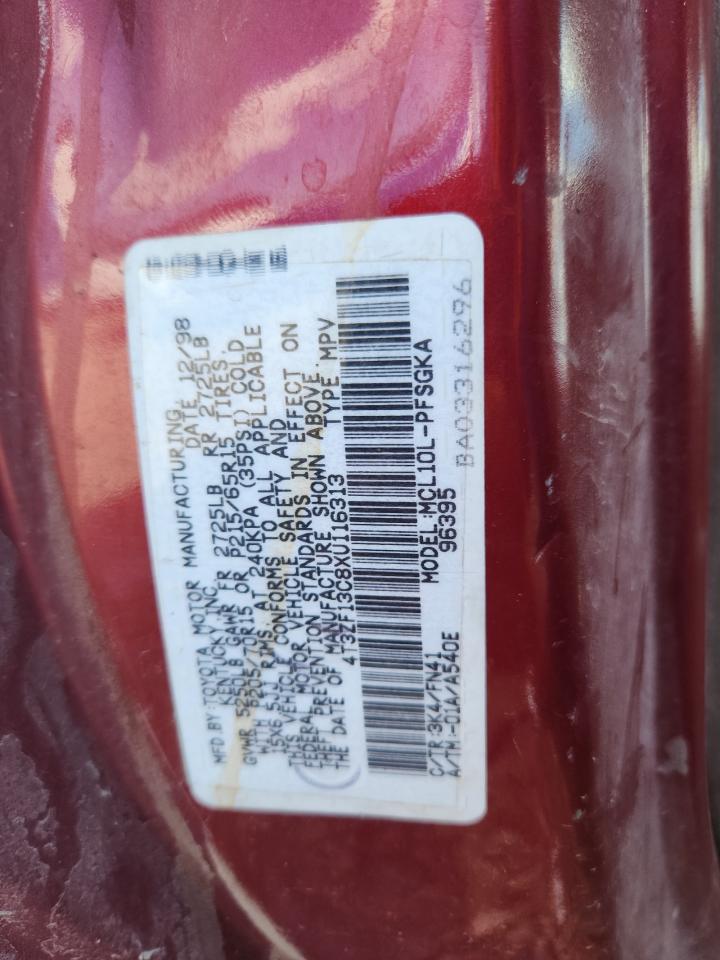 MFD.BY:TOYOTA MOTOR MANUFACTURING,
KENTUCKY,INC. DATE 12/98
GVWR 5250LB GAWR FR 2725LB RR 2725LB
P205/70R15 OR P215/65R15 TIRES.
WITH
15X6.5JJ RIMS, AT 240KPA (35PSI) COLD
THIS VEHICLE CONFORMS TO ALL APPLICABLE
FEDERAL MOTOR VEHICLE SAFETY AND
THEFT PREVENTION STANDARDS IN EFFECT ON
THE DATE OF MANUFACTURE SHOWN ABOVE.
4T3ZF13C8XU116313 TYPE:MPV
MODEL:MCL10L-PFSGKA
C/TR:3K4/FN41 96395
A/TM:-01A/A540E BA03316296